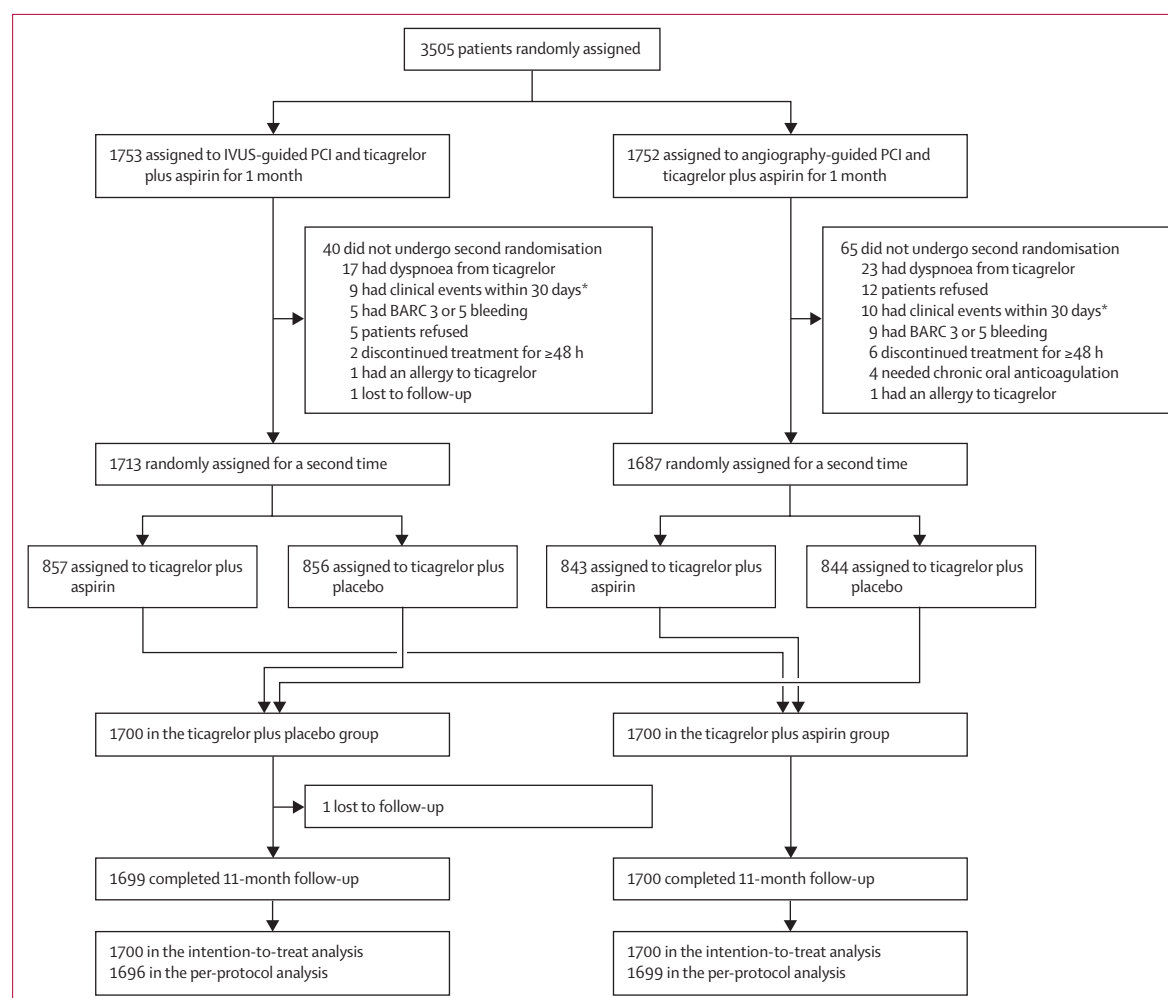 3505 patients randomly assigned
1753 assigned to IVUS-guided PCI and ticagrelor
plus aspirin for 1 month
1752 assigned to angiography-guided PCI and
ticagrelor plus aspirin for 1 month
40 did not undergo second randomisation
17 had dyspnoea from ticagrelor
9 had clinical events within 30 days*
5 had BARC 3 or 5 bleeding
5 patients refused
2 discontinued treatment for ≥48 h
1 had an allergy to ticagrelor
1 lost to follow-up
65 did not undergo second randomisation
23 had dyspnoea from ticagrelor
12 patients refused
10 had clinical events within 30 days*
9 had BARC 3 or 5 bleeding
6 discontinued treatment for ≥48 h
4 needed chronic oral anticoagulation
1 had an allergy to ticagrelor
1713 randomly assigned for a second time
1687 randomly assigned for a second time
857 assigned to ticagrelor plus
aspirin
856 assigned to ticagrelor plus
placebo
843 assigned to ticagrelor plus
aspirin
844 assigned to ticagrelor plus
placebo
1700 in the ticagrelor plus placebo group
1700 in the ticagrelor plus aspirin group
1 lost to follow-up
1699 completed 11-month follow-up
1700 completed 11-month follow-up
1700 in the intention-to-treat analysis
1696 in the per-protocol analysis
1700 in the intention-to-treat analysis
1699 in the per-protocol analysis